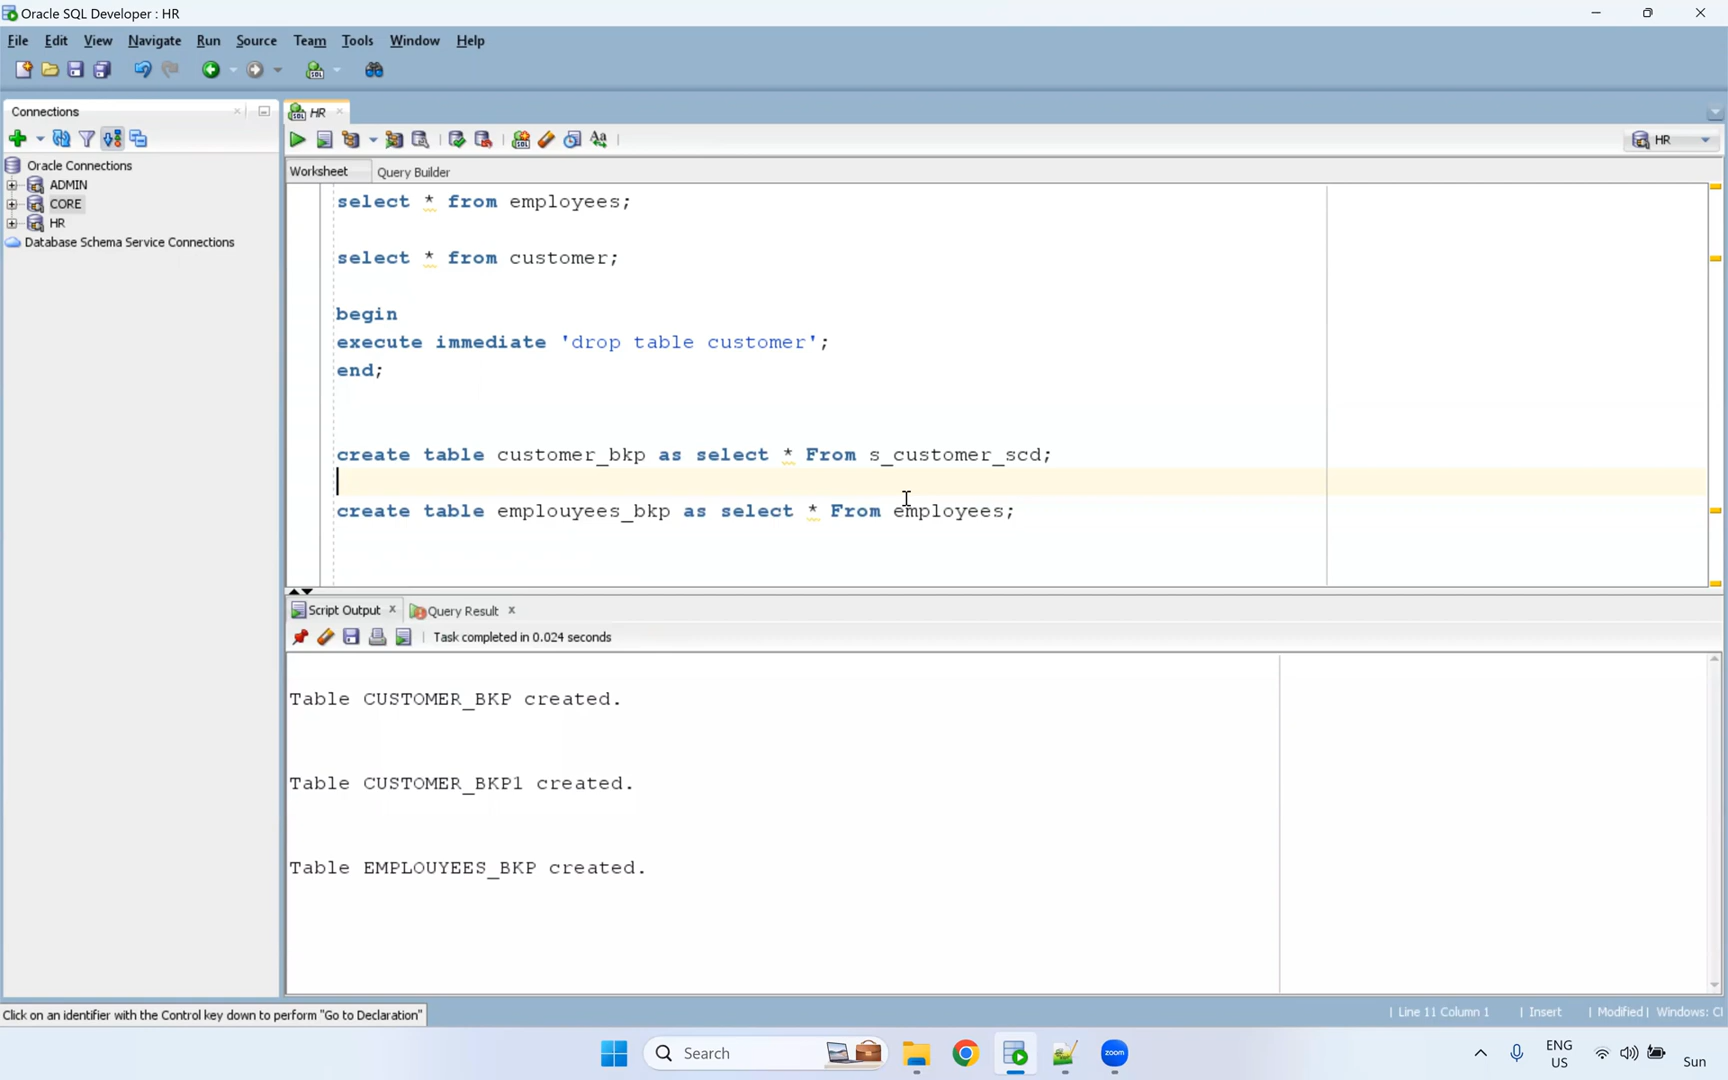 Oracle SQL Developer : HR
File Edit View Navigate Run Source Team Tools Window Help
Connections
HR
HR
Oracle Connections
ADMIN
CORE
HR
Database Schema Service Connections
Worksheet Query Builder
select * from employees;
select * from customer;
begin
execute immediate 'drop table customer';
end;
create table customer_bkp as select * From s_customer_scd;
create table emplouyees_bkp as select * From employees;
Script Output Query Result
Task completed in 0.024 seconds
Table CUSTOMER_BKP created.
Table CUSTOMER_BKP1 created.
Table EMPLOUYEES_BKP created.
Click on an identifier with the Control key down to perform "Go to Declaration"
| Line 11 Column 1 | Insert | Modified | Windows: Cl
Search
zoom
ENG
US
Sun